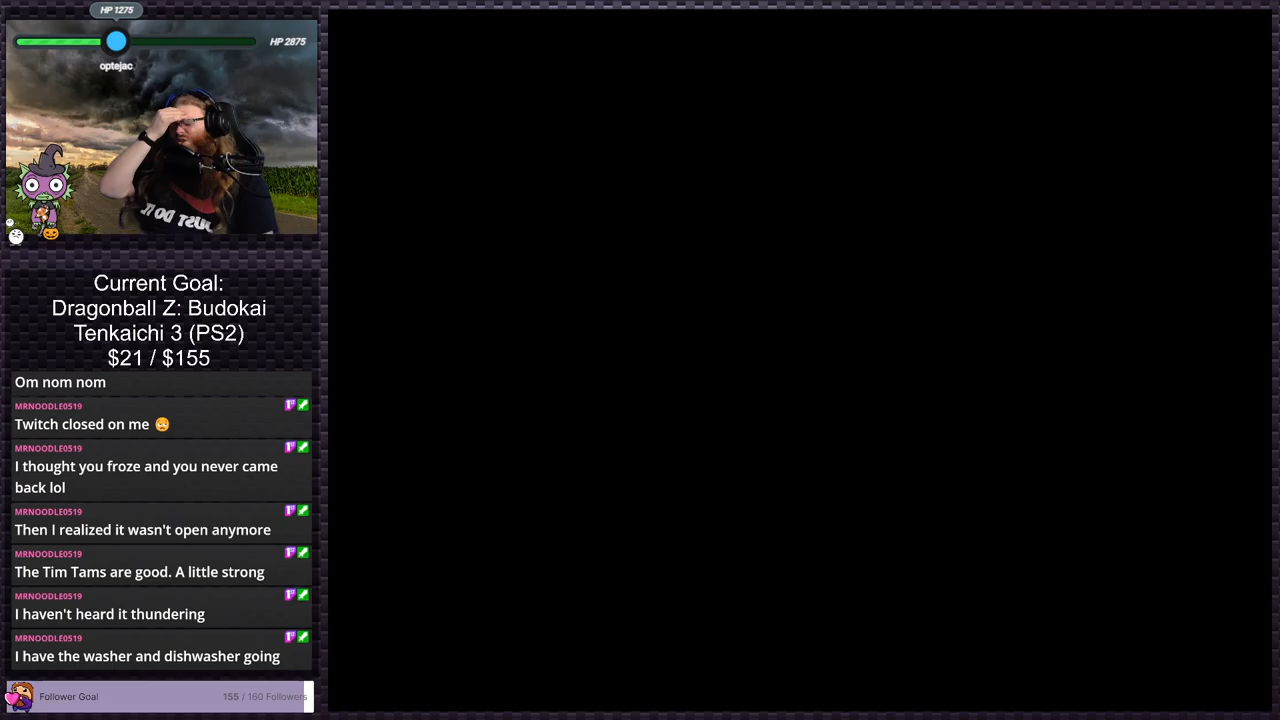 HP 1275
HP 2875
optejac
JUST DO IT
Current Goal:
Dragonball Z: Budokai
Tenkaichi 3 (PS2)
$21 / $155
Om nom nom
MRNOODLE0519
Twitch closed on me 🥺
MRNOODLE0519
I thought you froze and you never came
back lol
MRNOODLE0519
Then I realized it wasn't open anymore
MRNOODLE0519
The Tim Tams are good. A little strong
MRNOODLE0519
I haven't heard it thundering
MRNOODLE0519
I have the washer and dishwasher going
Follower Goal
155 / 160 Followers